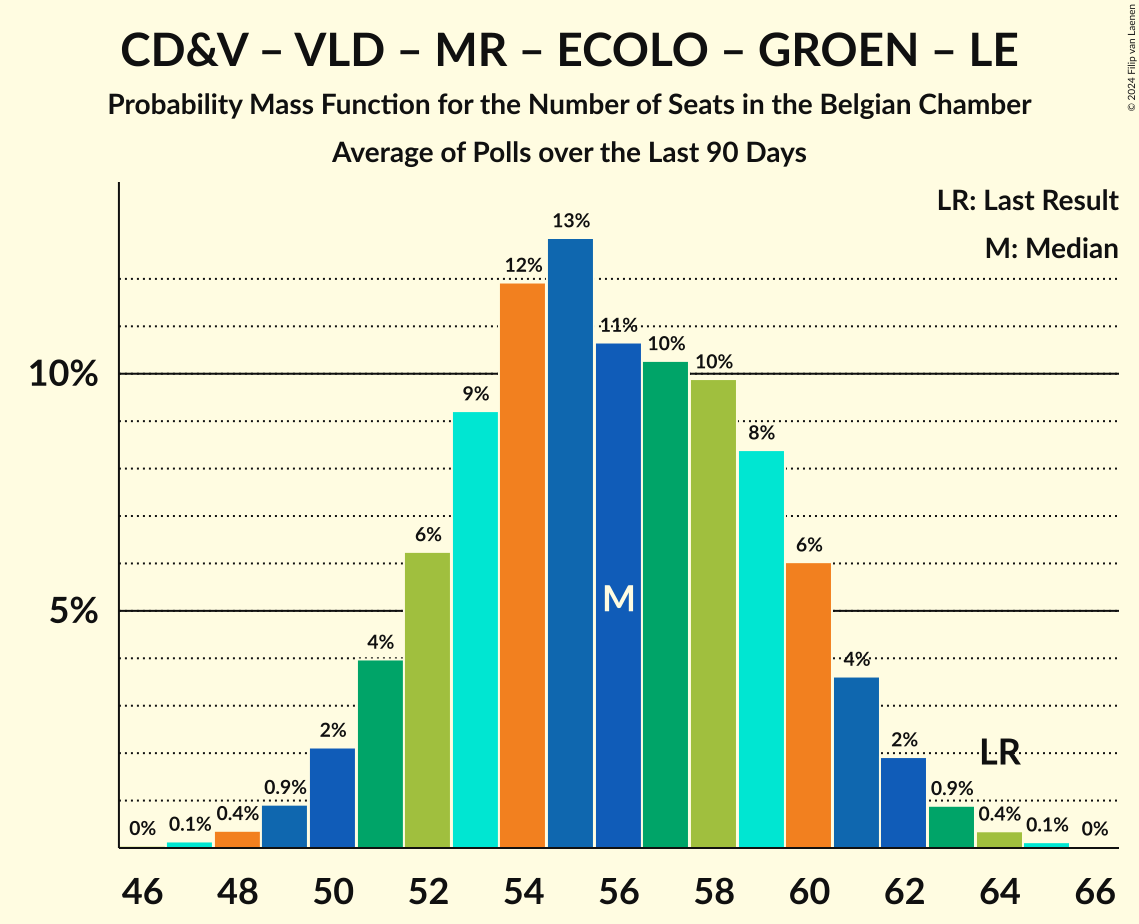 CD&V – VLD – MR – ECOLO – GROEN – LE
Probability Mass Function for the Number of Seats in the Belgian Chamber
Average of Polls over the Last 90 Days
© 2024 Filip van Laenen
LR: Last Result
M: Median
10%
5%
0%
0.1%
0.4%
0.9%
2%
4%
6%
9%
12%
13%
11%
10%
10%
8%
6%
4%
2%
0.9%
0.4%
0.1%
0%
M
LR
46 48 50 52 54 56 58 60 62 64 66